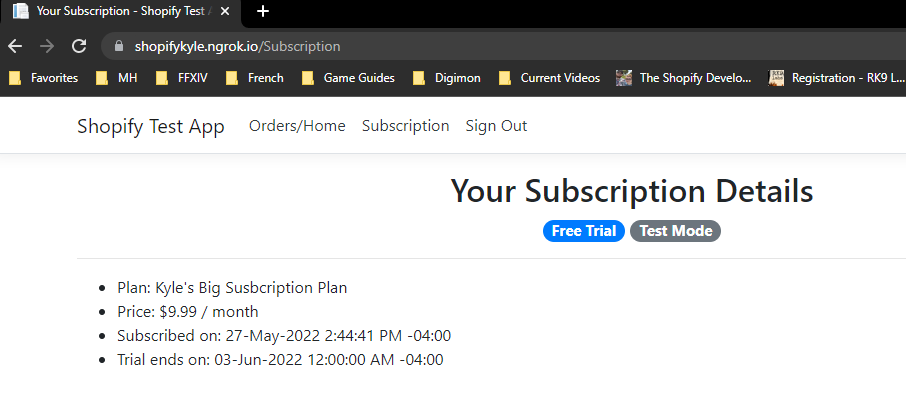 Your Subscription - Shopify Test A
shopifykyle.ngrok.io/Subscription
Favorites MH FFXIV French Game Guides Digimon Current Videos The Shopify Develo... Registration - RK9 L...
Shopify Test App Orders/Home Subscription Sign Out
Your Subscription Details
Free Trial Test Mode
Plan: Kyle's Big Susbcription Plan
Price: $9.99 / month
Subscribed on: 27-May-2022 2:44:41 PM -04:00
Trial ends on: 03-Jun-2022 12:00:00 AM -04:00